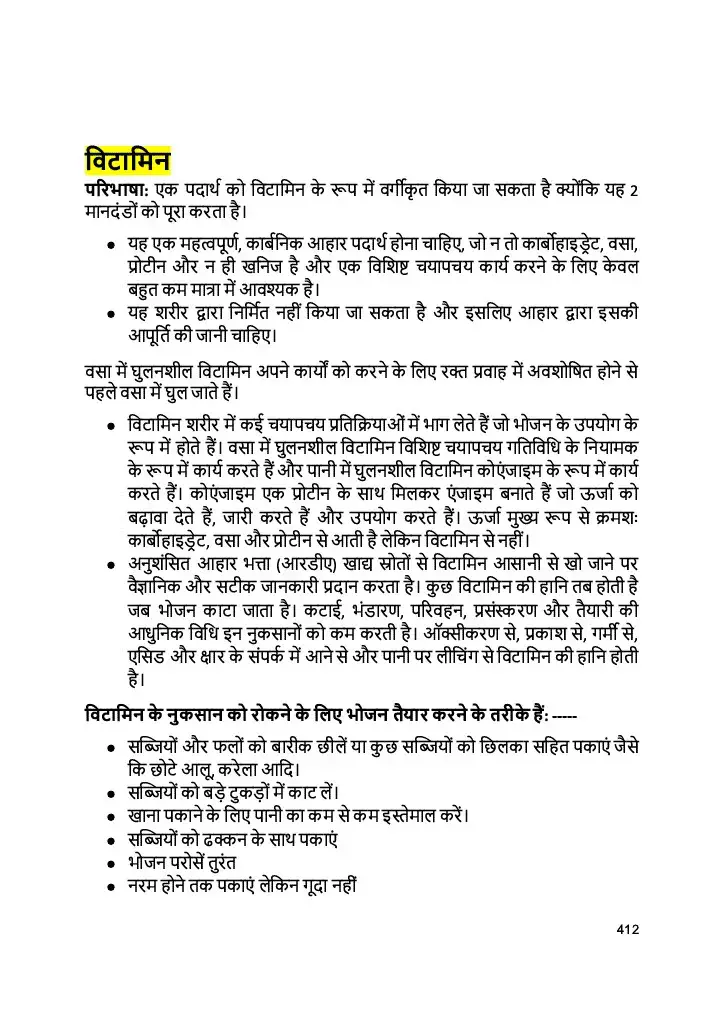 विटामिन
परिभाषा: एक पदार्थ को विटामिन के रूप में वर्गीकृत किया जा सकता है क्योंकि यह 2
मानदंडों को पूरा करता है।
● यह एक महत्वपूर्ण, कार्बनिक आहार पदार्थ होना चाहिए, जो न तो कार्बोहाइड्रेट, वसा,
प्रोटीन और न ही खनिज है और एक विशिष्ट चयापचय कार्य करने के लिए केवल
बहुत कम मात्रा में आवश्यक है।
● यह शरीर द्वारा निर्मित नहीं किया जा सकता है और इसलिए आहार द्वारा इसकी
आपूर्ति की जानी चाहिए।
वसा में घुलनशील विटामिन अपने कार्यों को करने के लिए रक्त प्रवाह में अवशोषित होने से
पहले वसा में घुल जाते हैं।
● विटामिन शरीर में कई चयापचय प्रतिक्रियाओं में भाग लेते हैं जो भोजन के उपयोग के
रूप में होते हैं। वसा में घुलनशील विटामिन विशिष्ट चयापचय गतिविधि के नियामक
के रूप में कार्य करते हैं और पानी में घुलनशील विटामिन कोएंजाइम के रूप में कार्य
करते हैं। कोएंजाइम एक प्रोटीन के साथ मिलकर एंजाइम बनाते हैं जो ऊर्जा को
बढ़ावा देते हैं, जारी करते हैं और उपयोग करते हैं। ऊर्जा मुख्य रूप से क्रमशः
कार्बोहाइड्रेट, वसा और प्रोटीन से आती है लेकिन विटामिन से नहीं।
● अनुशंसित आहार भत्ता (आरडीए) खाद्य स्रोतों से विटामिन आसानी से खो जाने पर
वैज्ञानिक और सटीक जानकारी प्रदान करता है। कुछ विटामिन की हानि तब होती है
जब भोजन काटा जाता है। कटाई, भंडारण, परिवहन, प्रसंस्करण और तैयारी की
आधुनिक विधि इन नुकसानों को कम करती है। ऑक्सीकरण से, प्रकाश से, गर्मी से,
एसिड और क्षार के संपर्क में आने से और पानी पर लीचिंग से विटामिन की हानि होती
है।
विटामिन के नुकसान को रोकने के लिए भोजन तैयार करने के तरीके हैं: -----
● सब्जियों और फलों को बारीक छीलें या कुछ सब्जियों को छिलका सहित पकाएं जैसे
कि छोटे आलू, करेला आदि।
● सब्जियों को बड़े टुकड़ों में काट लें।
● खाना पकाने के लिए पानी का कम से कम इस्तेमाल करें।
● सब्जियों को ढक्कन के साथ पकाएं
● भोजन परोसें तुरंत
● नरम होने तक पकाएं लेकिन गूदा नहीं
412